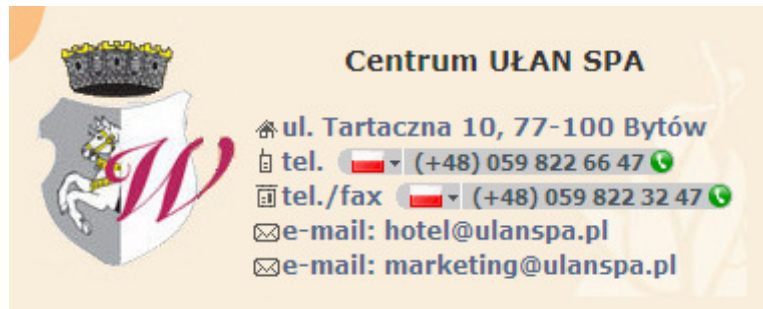 Centrum UŁAN SPA
W
ul. Tartaczna 10, 77-100 Bytów
tel. (+48) 059 822 66 47
tel./fax (+48) 059 822 32 47
e-mail: hotel@ulanspa.pl
e-mail: marketing@ulanspa.pl